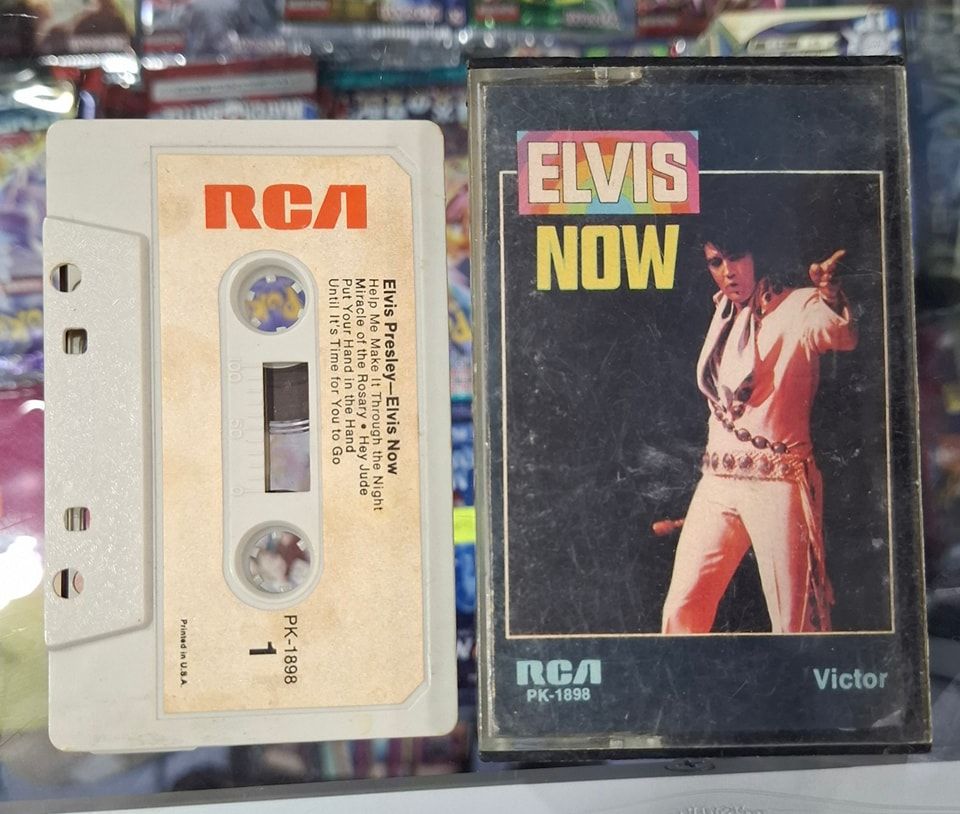 RCA
Elvis Presley—Elvis Now
Help Me Make It Through the Night
Miracle of the Rosary • Hey Jude
Put Your Hand in the Hand
Until It's Time for You to Go
100 50 0
PK-1898
1
Printed in U.S.A.
ELVIS
NOW
RCA
PK-1898
Victor